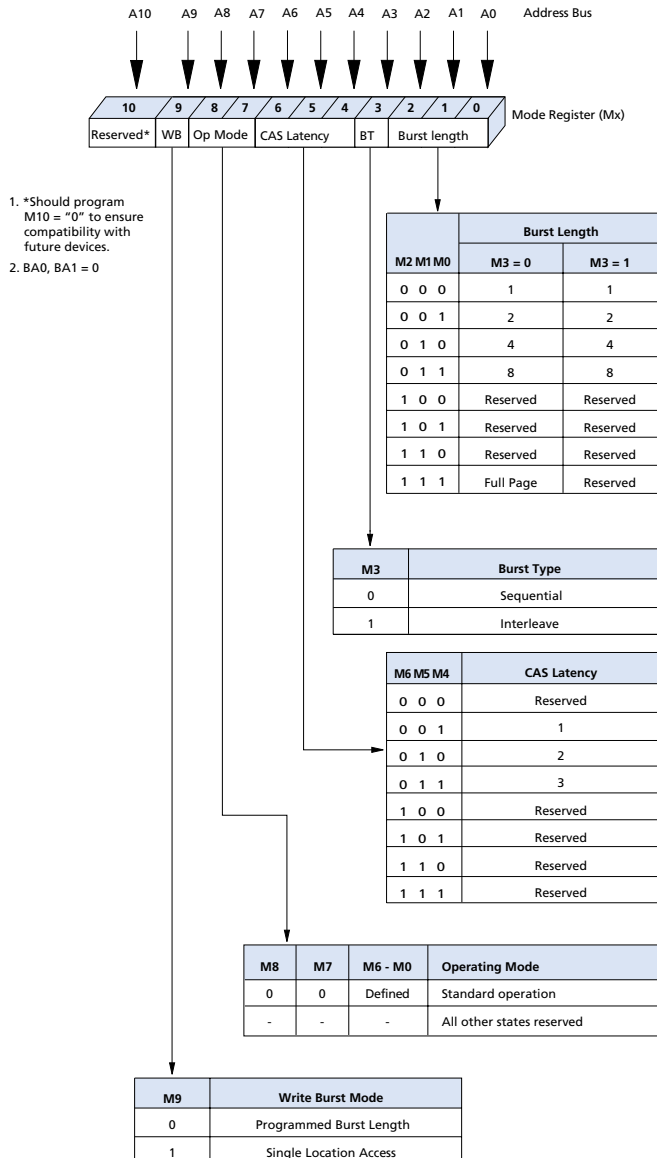 A10 A9 A8 A7 A6 A5 A4 A3 A2 A1 A0 Address Bus
10 9 8 7 6 5 4 3 2 1 0
Mode Register (Mx)
Reserved* WB Op Mode CAS Latency BT Burst length
1. *Should program
M10 = “0” to ensure
compatibility with
future devices.
2. BA0, BA1 = 0
Burst Length
M2 M1 M0 M3 = 0 M3 = 1
0 0 0 1 1
0 0 1 2 2
0 1 0 4 4
0 1 1 8 8
1 0 0 Reserved Reserved
1 0 1 Reserved Reserved
1 1 0 Reserved Reserved
1 1 1 Full Page Reserved
M3 Burst Type
0 Sequential
1 Interleave
M6 M5 M4 CAS Latency
0 0 0 Reserved
0 0 1 1
0 1 0 2
0 1 1 3
1 0 0 Reserved
1 0 1 Reserved
1 1 0 Reserved
1 1 1 Reserved
M8 M7 M6 - M0 Operating Mode
0 0 Defined Standard operation
- - - All other states reserved
M9 Write Burst Mode
0 Programmed Burst Length
1 Single Location Access